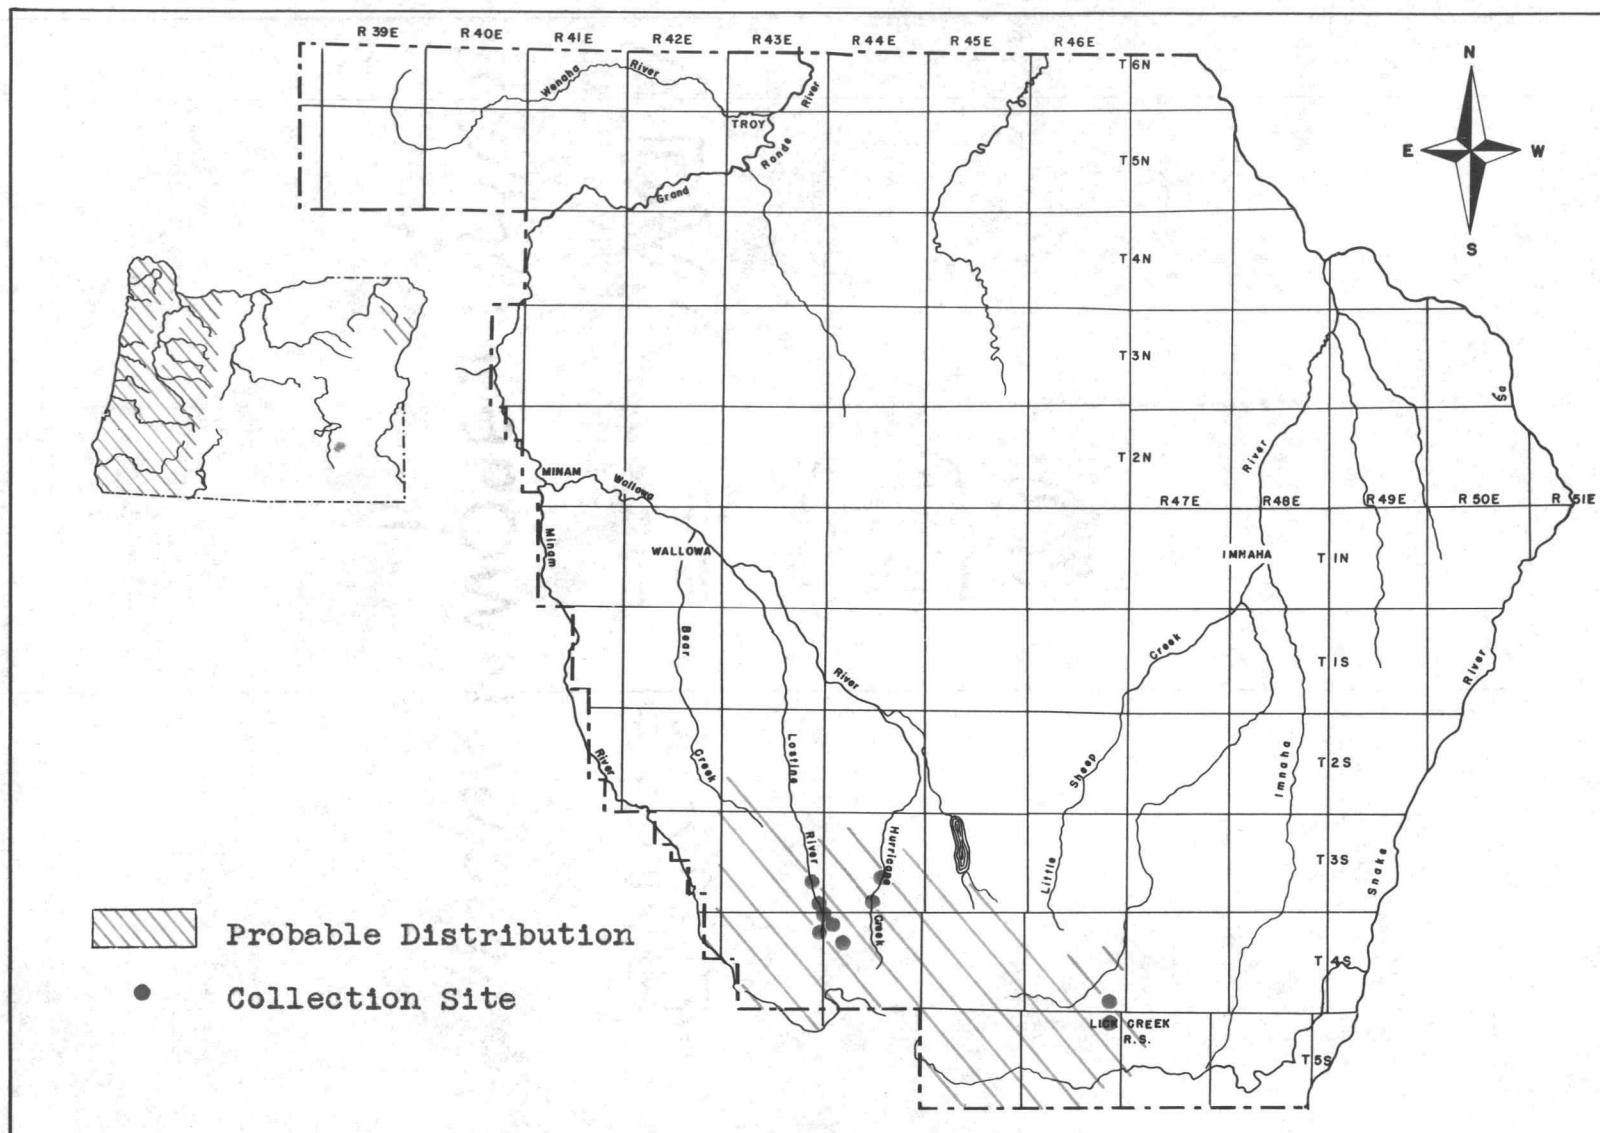 R 39E R 40E R 41E R 42E R 43E R 44E R 45E R 46E
T 6N
N
E W
S
Wenaha River
River
TROY
Ronde
Grand
T 5N
T 4N
T 3N
T 2N
River
MINAM
Wallowa
R 47E R 48E R 49E R 50E R 51E
Minam
WALLOWA
IMNAHA
T 1N
Bear
Creek
T 1S
River
River
Lostine
Creek
River
Sheep
Imnaha
T 2S
River
Hurricane
Little
T 3S
Snake
Creek
T 4S
LICK CREEK
R.S.
T 5S
Probable Distribution
Collection Site